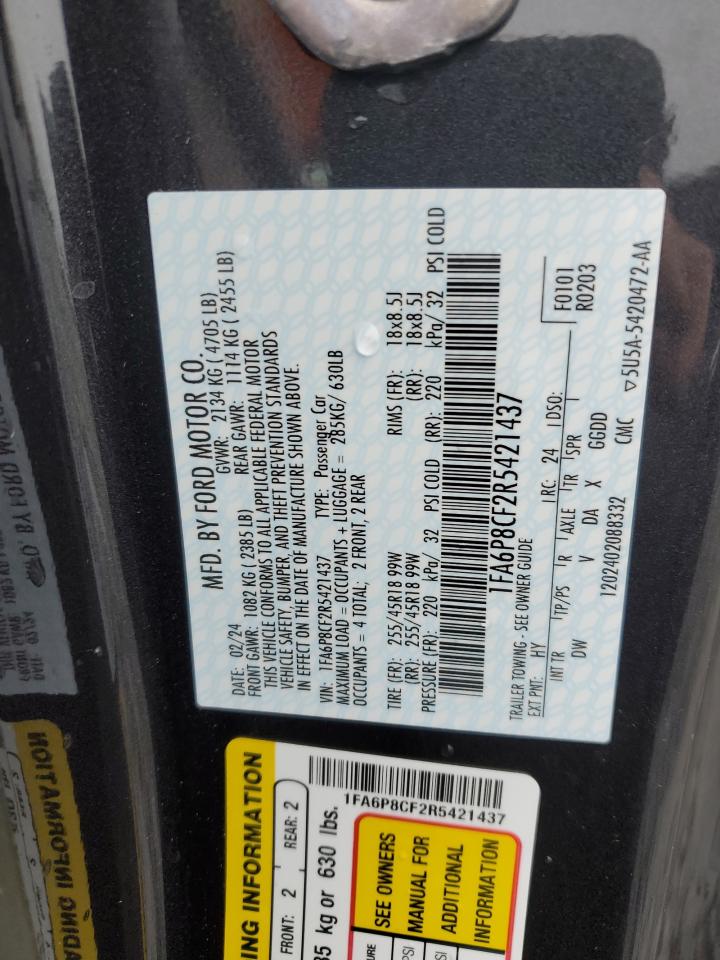 MFD. BY FORD MOTOR CO.
DATE: 02/24 GVWR: 2134 KG ( 4705 LB)
FRONT GAWR: 1082 KG ( 2385 LB) REAR GAWR: 1114 KG ( 2455 LB)
THIS VEHICLE CONFORMS TO ALL APPLICABLE FEDERAL MOTOR
VEHICLE SAFETY, BUMPER, AND THEFT PREVENTION STANDARDS
IN EFFECT ON THE DATE OF MANUFACTURE SHOWN ABOVE.
VIN: 1FA6P8CF2R5421437 TYPE: Passenger Car
MAXIMUM LOAD = OCCUPANTS + LUGGAGE = 285KG/ 630LB
OCCUPANTS = 4 TOTAL; 2 FRONT, 2 REAR
TIRE (FD): 255/45R18 99W RIMS (FR): 18x8.5J
(RD): 255/45R18 99W (RR): 18x8.5J
PRESSURE (FR): 220 kPa/ 32 PSI COLD (RR): 220 kPa/ 32 PSI COLD
1FA6P8CF2R5421437
TRAILER TOWING - SEE OWNER GUIDE F0101
EXT PNT: HY RC: 24 DSO: R0203
INT TR TP/PS R AXLE TR SPR
DW V DA X GGDD
1202402088332 CMC ▽5U5A-5420472-AA
ING INFORMATION
FRONT: 2 REAR: 2
35 kg or 630 lbs.
1FA6P8CF2R5421437
SEE OWNERS
MANUAL FOR
ADDITIONAL
INFORMATION